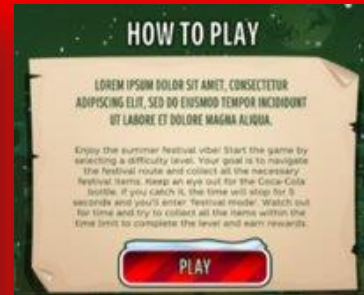 HOW TO PLAY
LOREM IPSUM DOLOR SIT AMET, CONSECTETUR
ADIPISCING ELIT, SED DO EIUSMOD TEMPOR INCIDIDUNT
UT LABORE ET DOLORE MAGNA ALIQUA.
Enjoy the summer festival vibe! Start the game by
selecting a difficulty level. Your goal is to navigate
the festival route and collect all the necessary
festival items. Keep an eye out for the Coca-Cola
bottle. If you catch it, the time will stop for 5
seconds and you'll enter 'festival mode'. Watch out
for time and try to collect all the items within the
time limit to complete the level and earn rewards.
PLAY